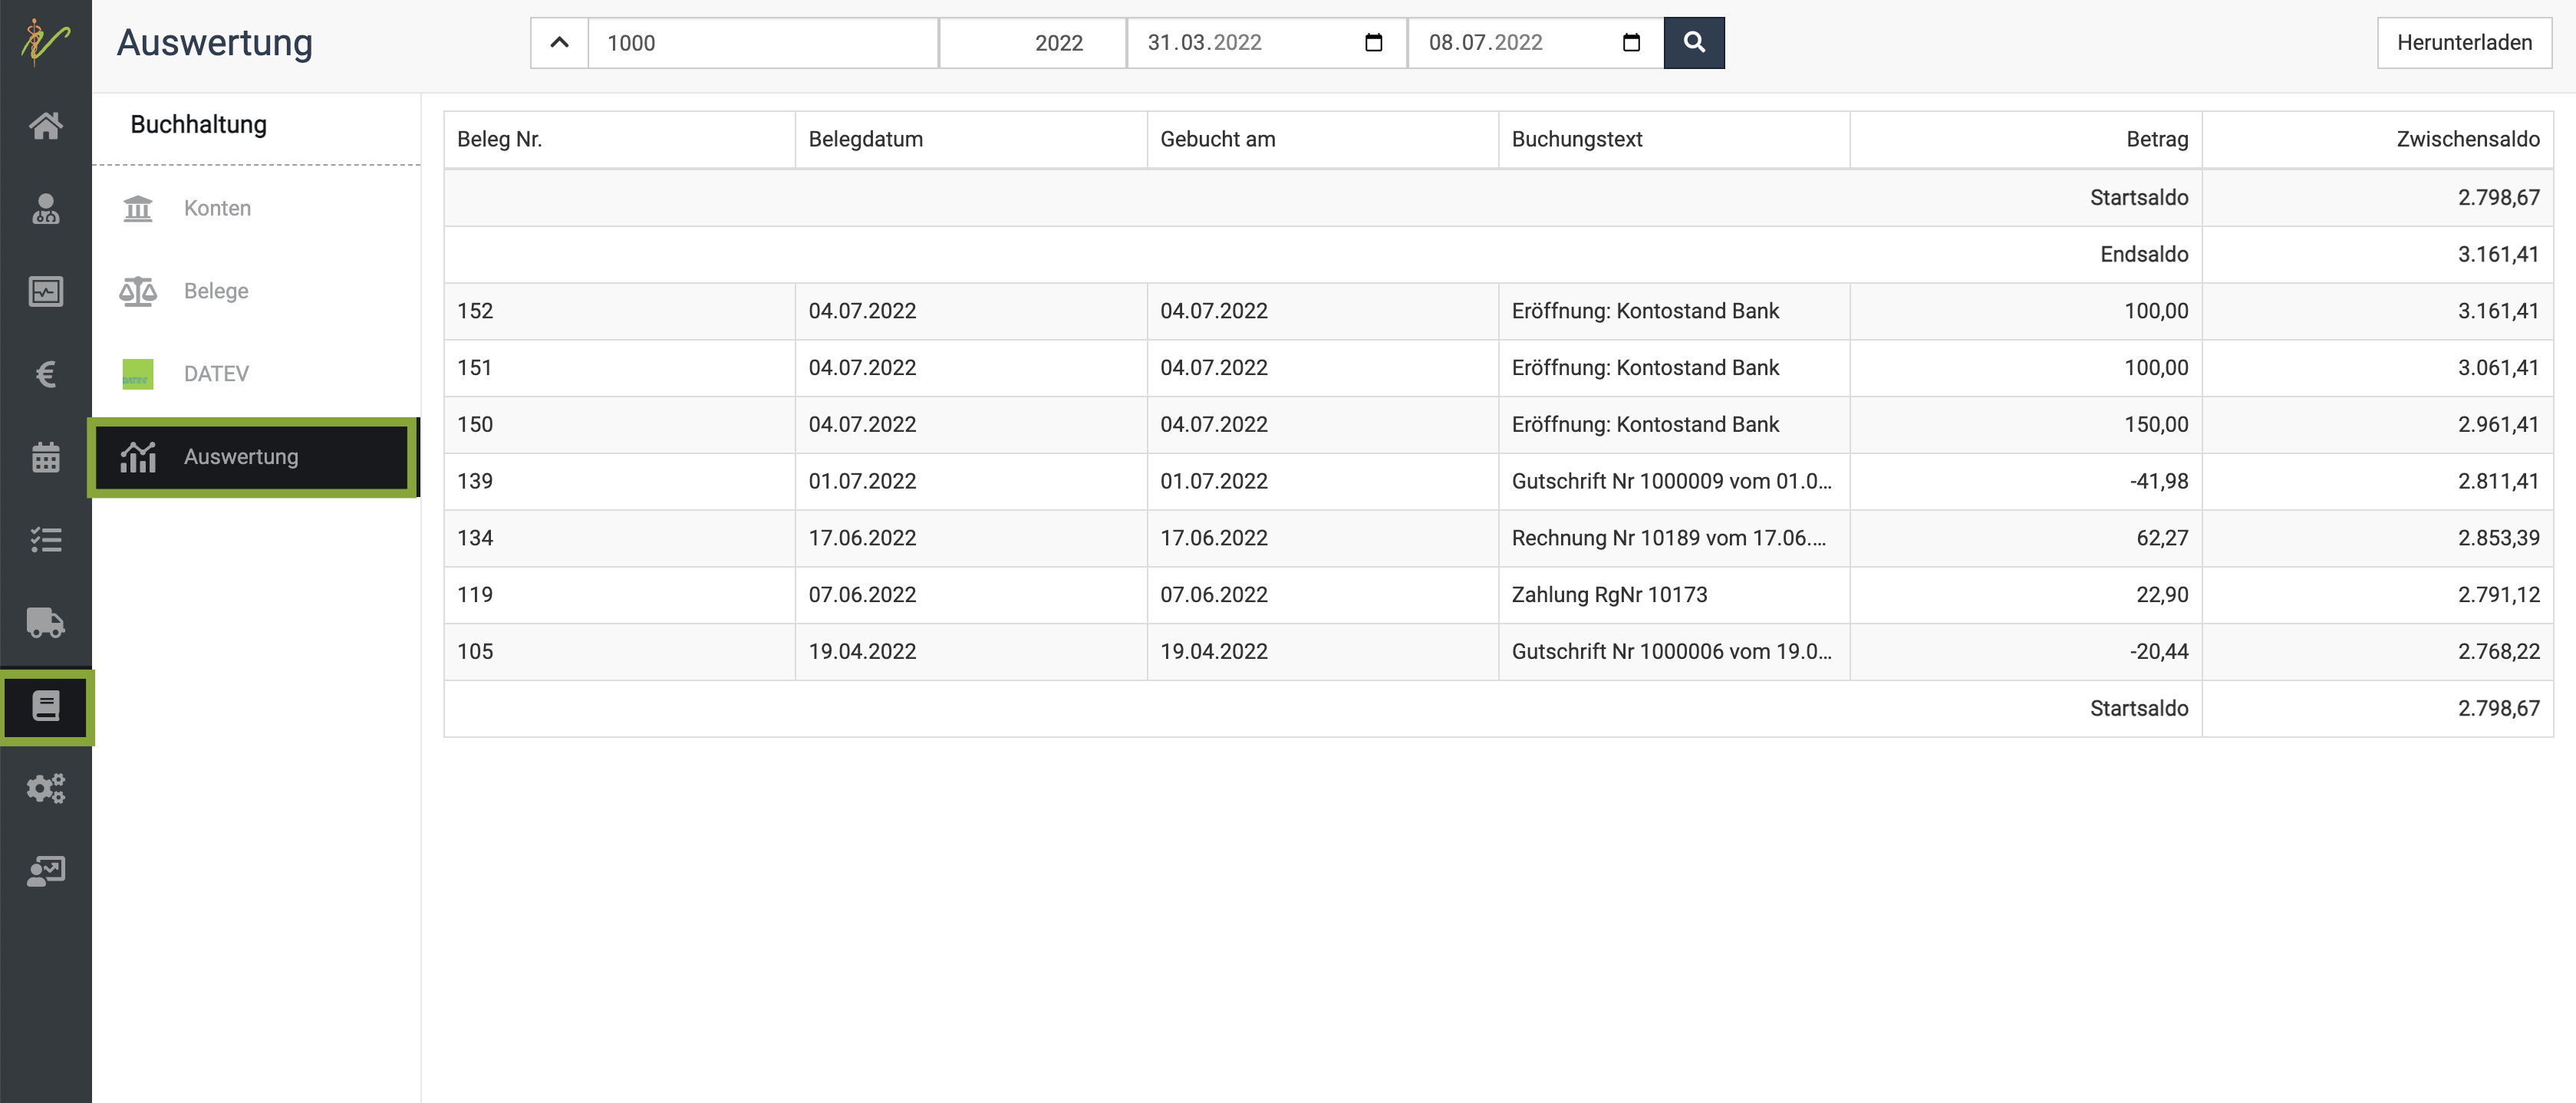 Auswertung
1000
2022
31.03.2022
08.07.2022
Herunterladen
Buchhaltung
Konten
Belege
DATEV
DATEV
Auswertung
Beleg Nr. Belegdatum Gebucht am Buchungstext Betrag Zwischensaldo
Startsaldo 2.798,67
Endsaldo 3.161,41
152 04.07.2022 04.07.2022 Eröffnung: Kontostand Bank 100,00 3.161,41
151 04.07.2022 04.07.2022 Eröffnung: Kontostand Bank 100,00 3.061,41
150 04.07.2022 04.07.2022 Eröffnung: Kontostand Bank 150,00 2.961,41
139 01.07.2022 01.07.2022 Gutschrift Nr 1000009 vom 01.0... -41,98 2.811,41
134 17.06.2022 17.06.2022 Rechnung Nr 10189 vom 17.06.... 62,27 2.853,39
119 07.06.2022 07.06.2022 Zahlung RgNr 10173 22,90 2.791,12
105 19.04.2022 19.04.2022 Gutschrift Nr 1000006 vom 19.0... -20,44 2.768,22
Startsaldo 2.798,67